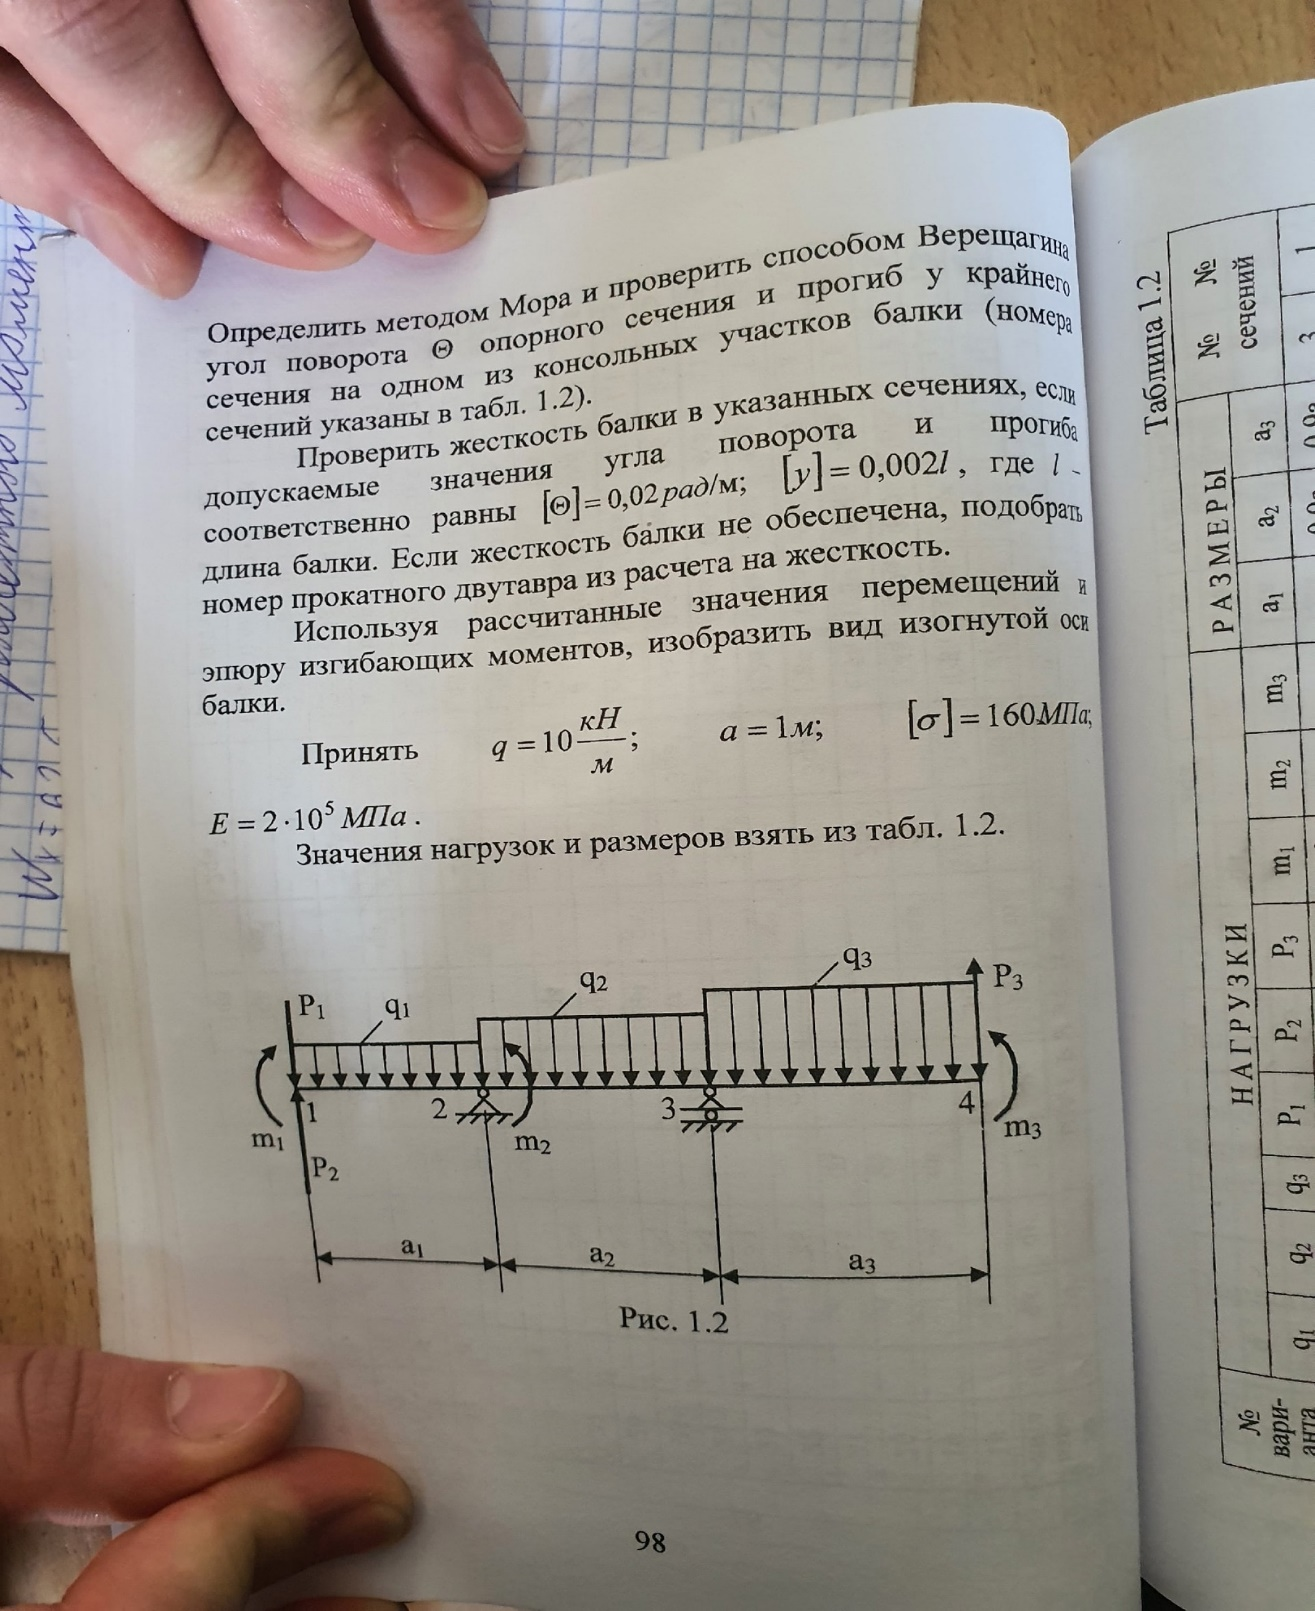 Определить методом Мора и проверить способом Верещагина
угол поворота Θ опорного сечения и прогиб у крайнего
сечения на одном из консольных участков балки (номера
сечений указаны в табл. 1.2).
Проверить жесткость балки в указанных сечениях, если
допускаемые значения угла поворота и прогиба
соответственно равны [Θ]=0,02рад/м; [y]=0,002l, где l -
длина балки. Если жесткость балки не обеспечена, подобрать
номер прокатного двутавра из расчета на жесткость.
Используя рассчитанные значения перемещений и
эпюру изгибающих моментов, изобразить вид изогнутой оси
балки.
Принять q = 10 кН/м; a = 1м; [σ] = 160МПа;
E = 2·10⁵ МПа.
Значения нагрузок и размеров взять из табл. 1.2.
q3
P3
q2
P1
q1
1
2
3
4
m1
m2
m3
P2
a1
a2
a3
Рис. 1.2
98
Таблица 1.2
№ вари-анта
НАГРУЗКИ
РАЗМЕРЫ
№ № сечений
q1
q2
q3
P1
P2
P3
m1
m2
m3
a1
a2
a3
3
1